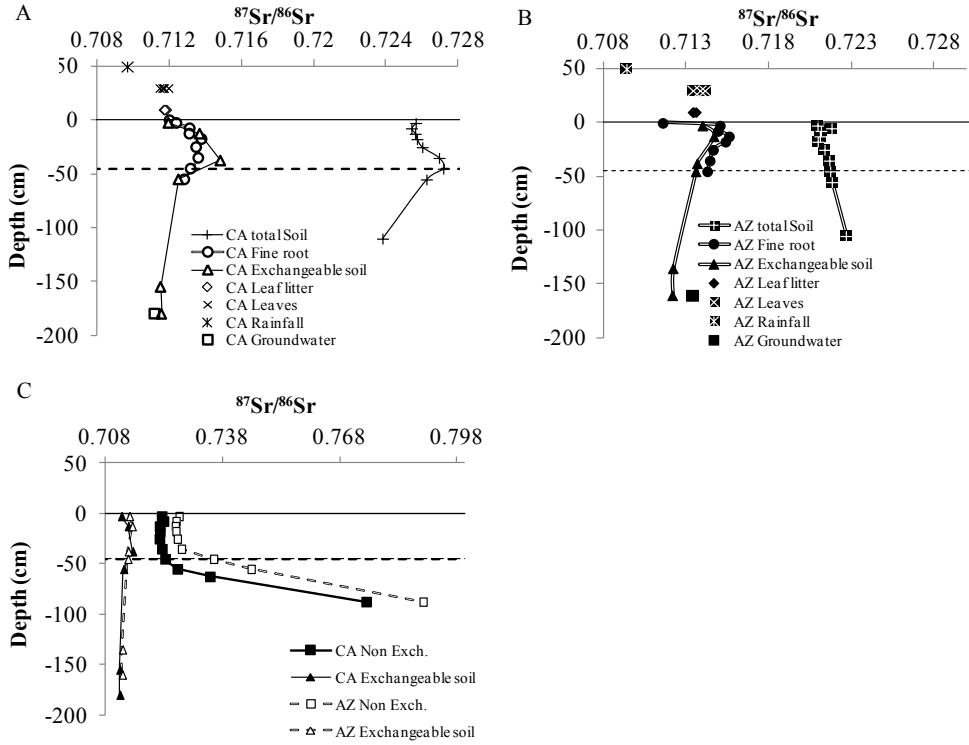 A
⁸⁷Sr/⁸⁶Sr
0.708 0.712 0.716 0.72 0.724 0.728
50
0
-50
-100
-150
-200
Depth (cm)
CA total Soil
CA Fine root
CA Exchangeable soil
CA Leaf litter
CA Leaves
CA Rainfall
CA Groundwater
B
⁸⁷Sr/⁸⁶Sr
0.708 0.713 0.718 0.723 0.728
50
0
-50
-100
-150
-200
Depth (cm)
AZ total Soil
AZ Fine root
AZ Exchangeable soil
AZ Leaf litter
AZ Leaves
AZ Rainfall
AZ Groundwater
C
⁸⁷Sr/⁸⁶Sr
0.708 0.738 0.768 0.798
50
0
-50
-100
-150
-200
Depth (cm)
CA Non Exch.
CA Exchangeable soil
AZ Non Exch.
AZ Exchangeable soil